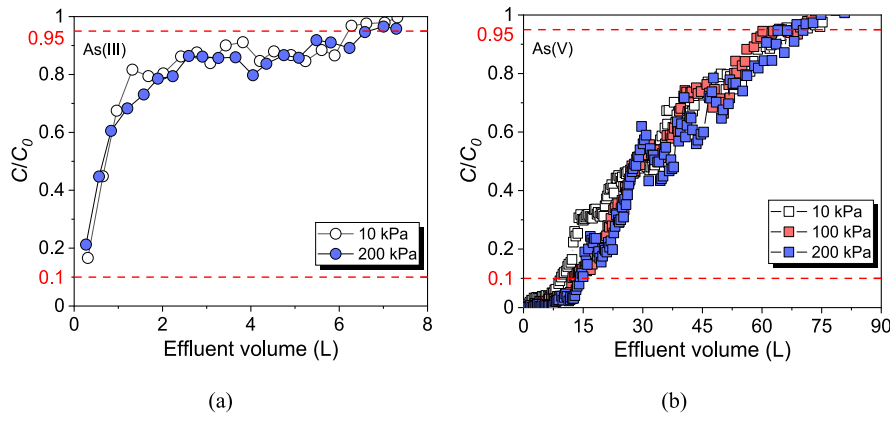 1
0.95
0.8
0.6
0.4
0.2
0.1
0
C/C0
As(III)
10 kPa
200 kPa
0 2 4 6 8
Effluent volume (L)
(a)
1
0.95
0.8
0.6
0.4
0.2
0.1
0
C/C0
As(V)
10 kPa
100 kPa
200 kPa
0 15 30 45 60 75 90
Effluent volume (L)
(b)